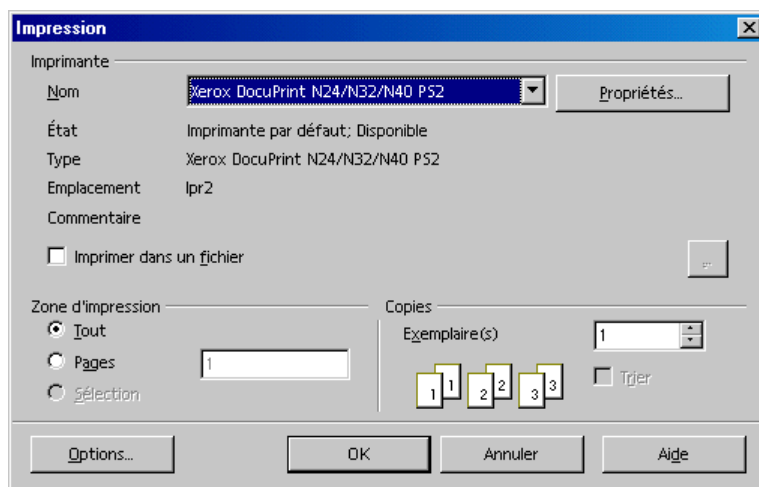 Impression
Imprimante
Nom Xerox DocuPrint N24/N32/N40 PS2 Propriétés...
État Imprimante par défaut; Disponible
Type Xerox DocuPrint N24/N32/N40 PS2
Emplacement lpr2
Commentaire
Imprimer dans un fichier ...
Zone d'impression Copies
Tout Exemplaire(s) 1
Pages 1 Trier
Sélection 1 1 2 2 3 3
Options... OK Annuler Aide